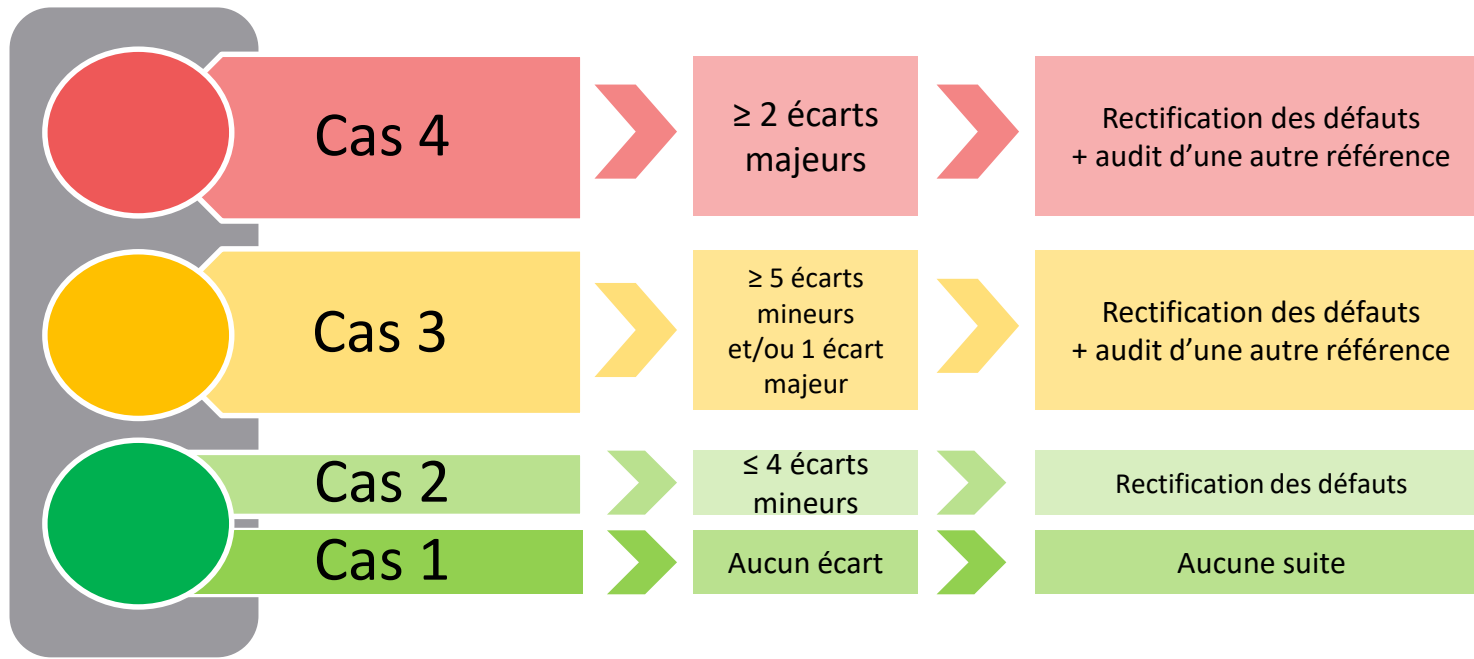 Cas 4
≥ 2 écarts
majeurs
Rectification des défauts
+ audit d’une autre référence
Cas 3
≥ 5 écarts
mineurs
et/ou 1 écart
majeur
Rectification des défauts
+ audit d’une autre référence
Cas 2
≤ 4 écarts
mineurs
Rectification des défauts
Cas 1
Aucun écart
Aucune suite